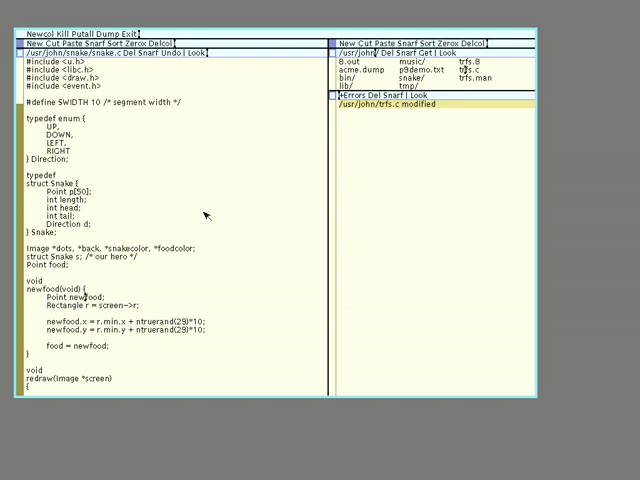 Newcol Kill Putall Dump Exit
New Cut Paste Snarf Sort Zerox Delcol
/usr/john/snake/snake.c Del Snarf Undo | Look
#include <u.h>
#include <libc.h>
#include <draw.h>
#include <event.h>
#define SWIDTH 10 /* segment width */
typedef enum {
UP,
DOWN,
LEFT,
RIGHT
} Direction;
typedef
struct Snake {
Point p[50];
int length;
int head;
int tail;
Direction d;
} Snake;
Image *dots, *back, *snakecolor, *foodcolor;
struct Snake s; /* our hero */
Point food;
void
newfood(void) {
Point newfood;
Rectangle r = screen->r;
newfood.x = r.min.x + ntruerand(29)*10;
newfood.y = r.min.y + ntruerand(29)*10;
food = newfood;
}
void
redraw(Image *screen)
{
New Cut Paste Snarf Sort Zerox Delcol
/usr/john/ Del Snarf Get | Look
8.out music/ trfs.8
acme.dump p9demo.txt trfs.c
bin/ snake/ trfs.man
lib/ tmp/
+Errors Del Snarf | Look
/usr/john/trfs.c modified